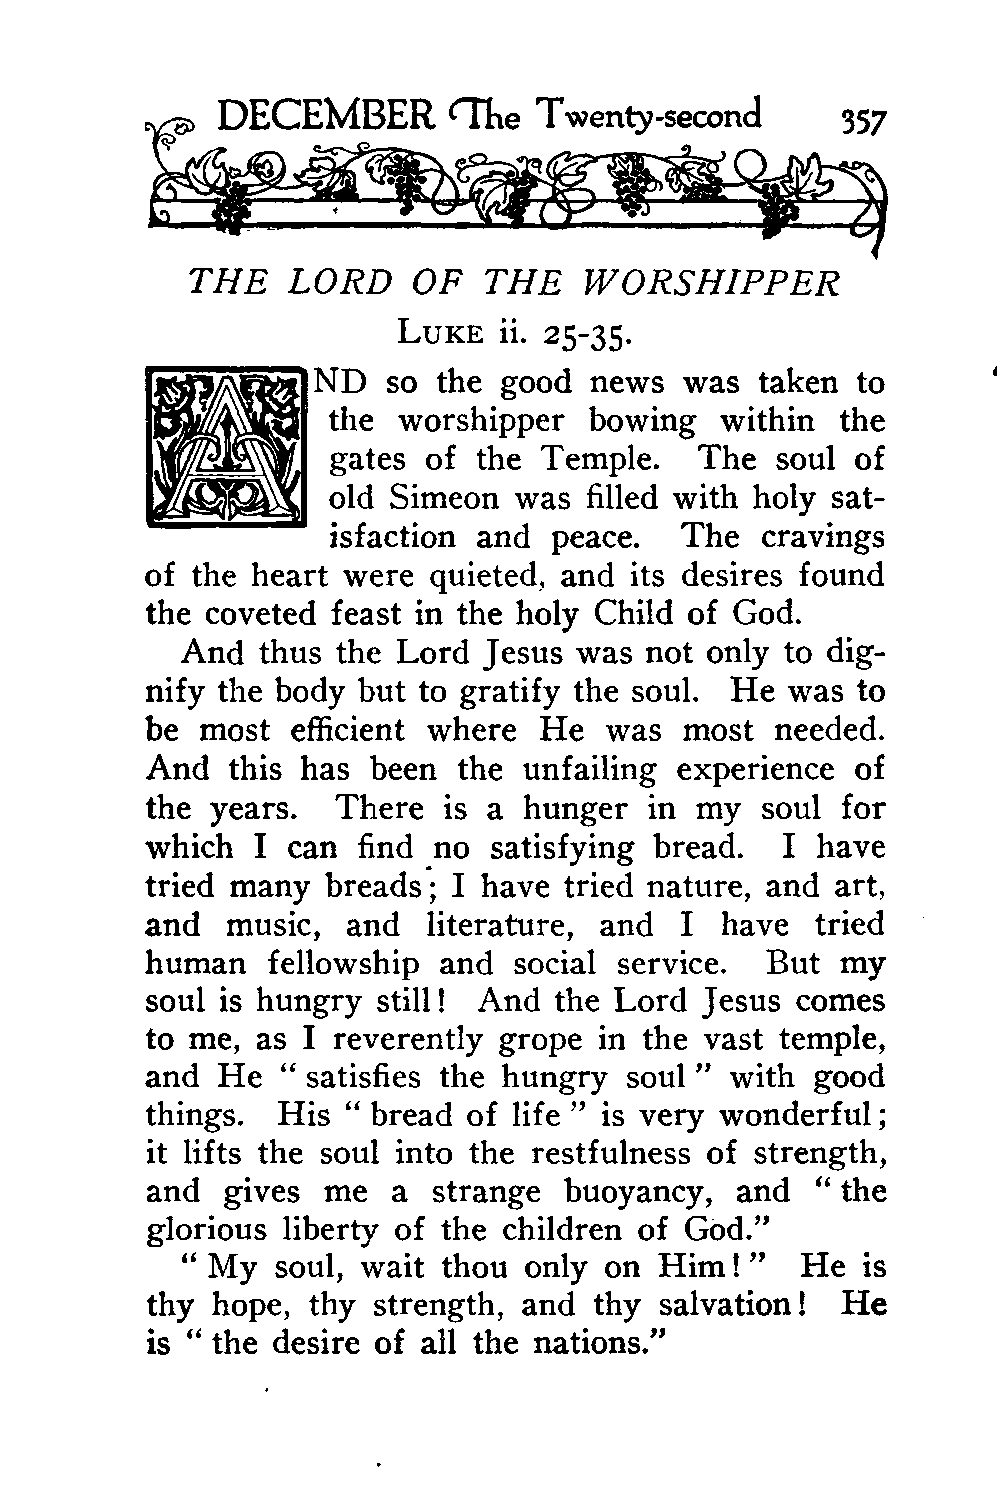 DECEMBER The Twenty-second 357
THE LORD OF THE WORSHIPPER
LUKE ii. 25-35.
AND so the good news was taken to
the worshipper bowing within the
gates of the Temple. The soul of
old Simeon was filled with holy sat-
isfaction and peace. The cravings
of the heart were quieted, and its desires found
the coveted feast in the holy Child of God.
And thus the Lord Jesus was not only to dig-
nify the body but to gratify the soul. He was to
be most efficient where He was most needed.
And this has been the unfailing experience of
the years. There is a hunger in my soul for
which I can find no satisfying bread. I have
tried many breads; I have tried nature, and art,
and music, and literature, and I have tried
human fellowship and social service. But my
soul is hungry still! And the Lord Jesus comes
to me, as I reverently grope in the vast temple,
and He "satisfies the hungry soul" with good
things. His "bread of life" is very wonderful;
it lifts the soul into the restfulness of strength,
and gives me a strange buoyancy, and "the
glorious liberty of the children of God."
"My soul, wait thou only on Him!" He is
thy hope, thy strength, and thy salvation! He
is "the desire of all the nations."